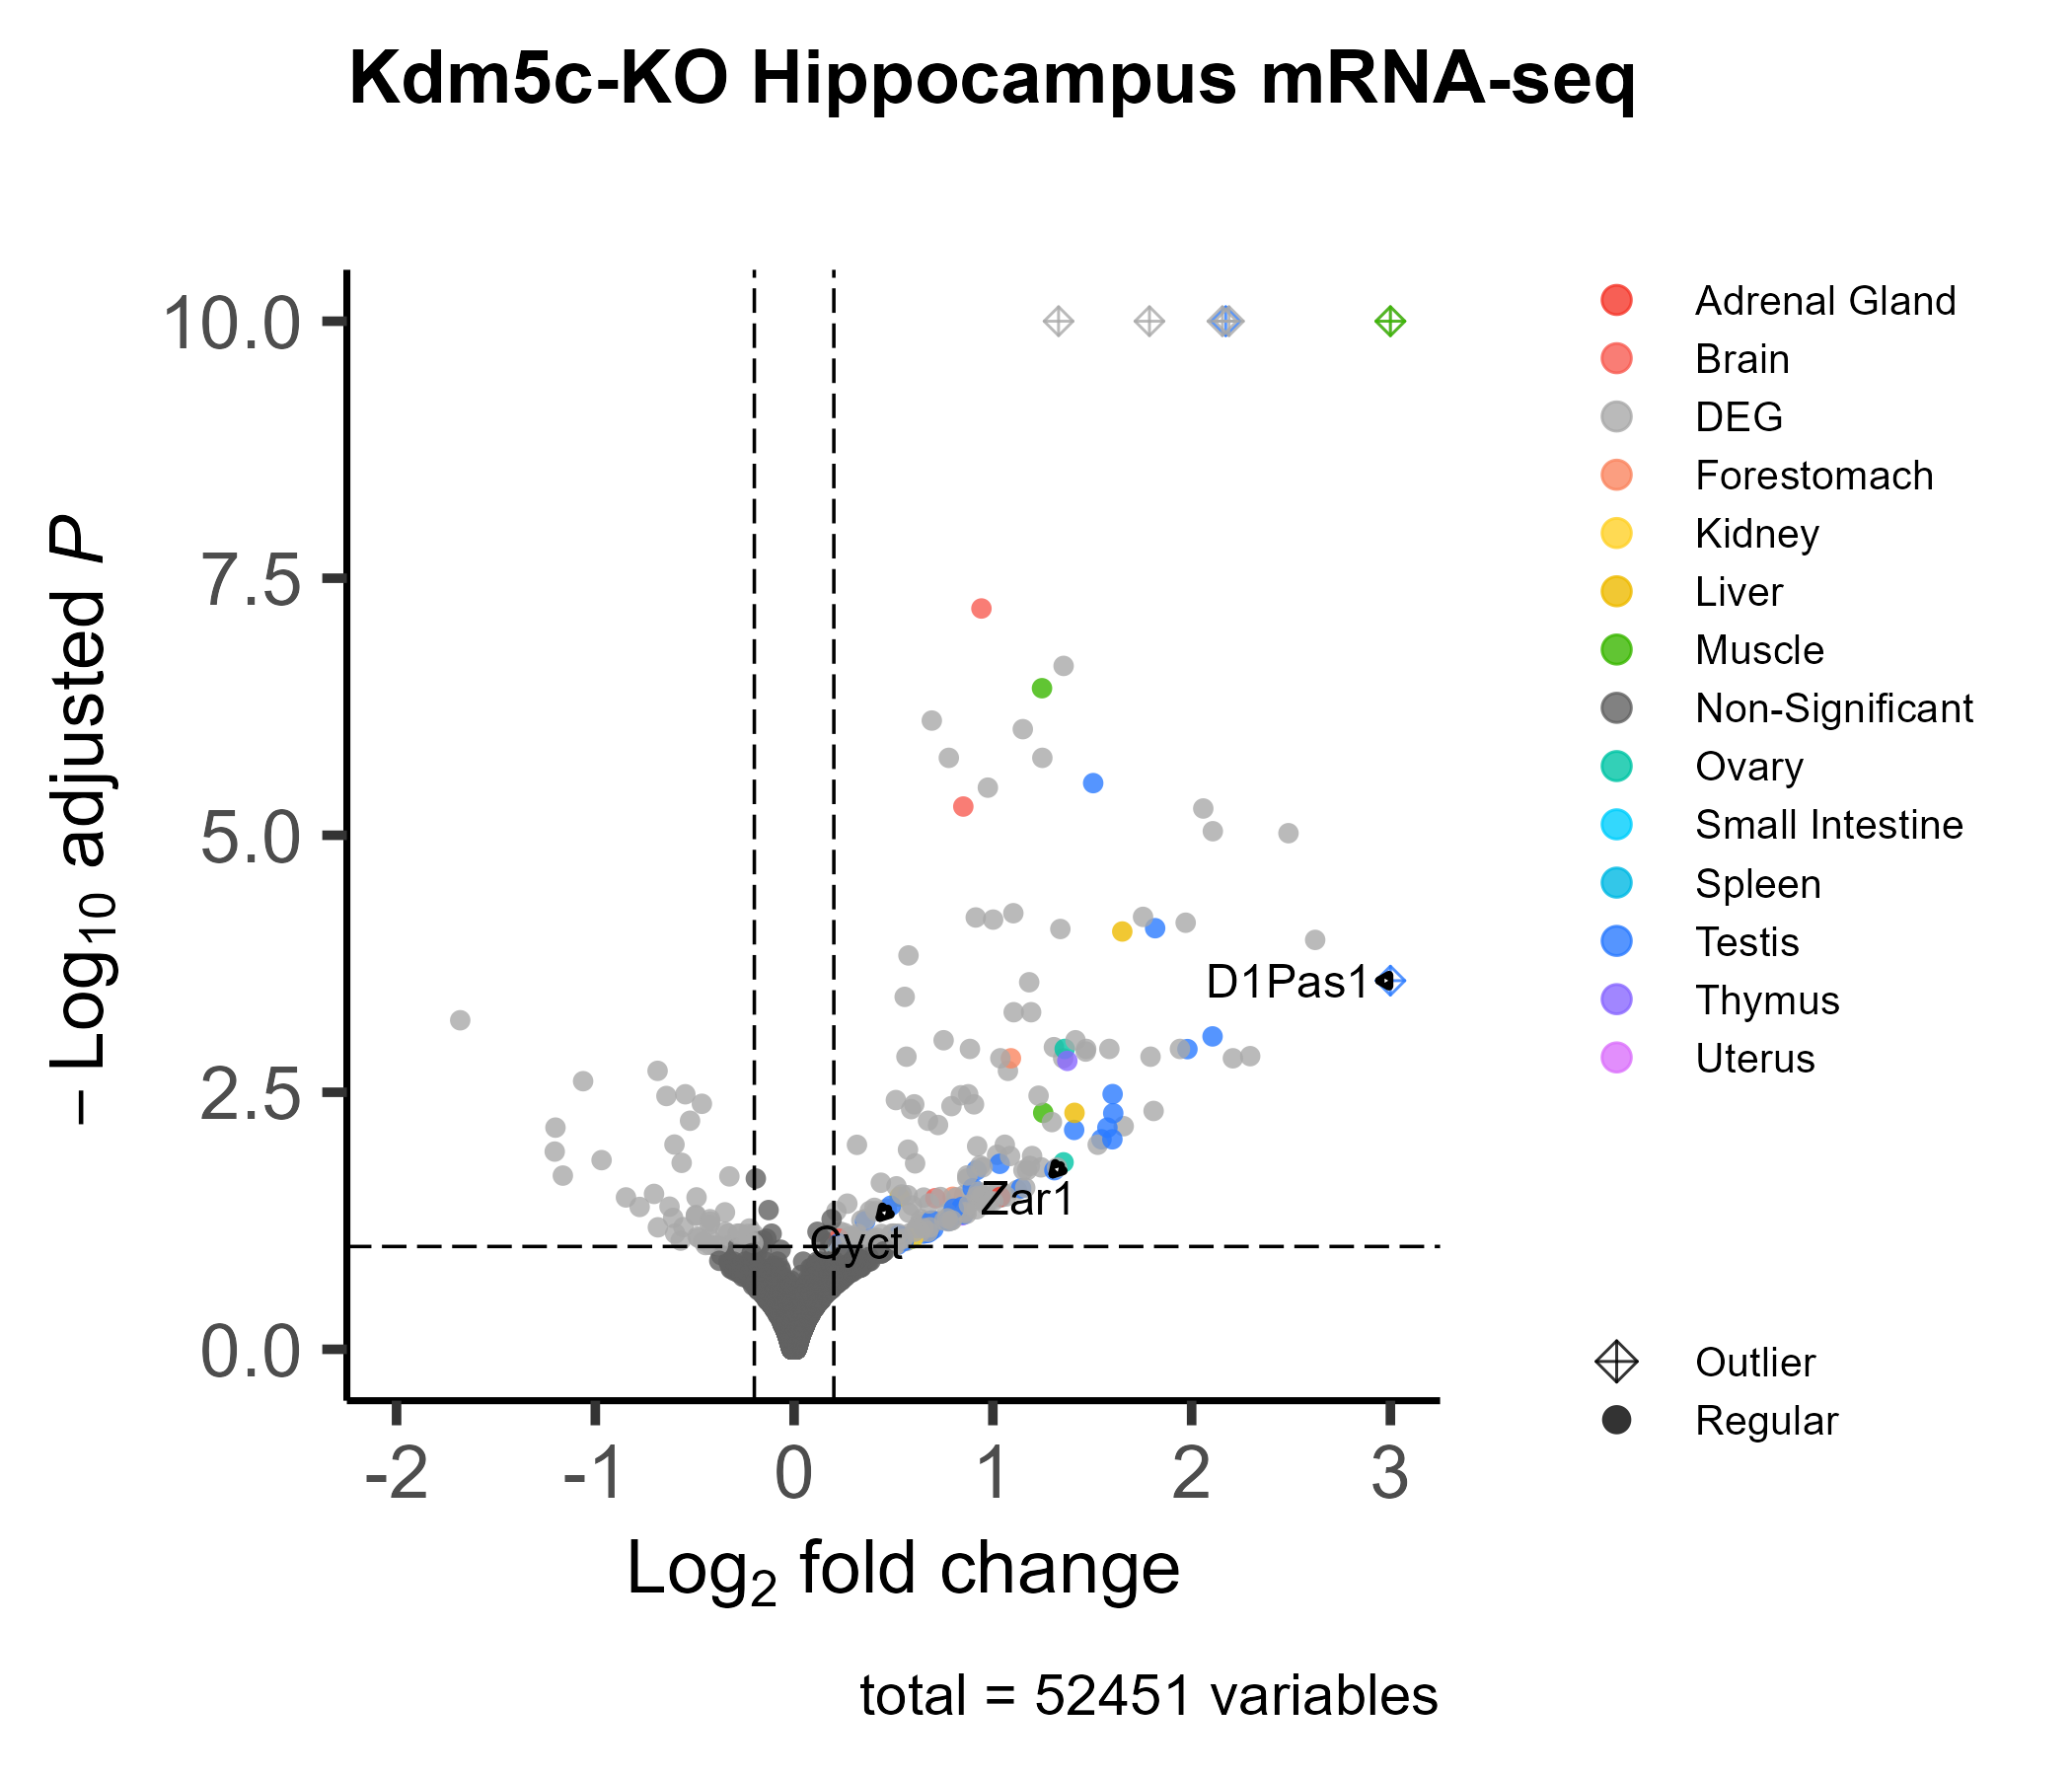 Kdm5c-KO Hippocampus mRNA-seq
− Log10 adjusted P
10.0
7.5
5.0
2.5
0.0
D1Pas1
Zar1
Cyct
-2 -1 0 1 2 3
Log2 fold change
total = 52451 variables
Adrenal Gland
Brain
DEG
Forestomach
Kidney
Liver
Muscle
Non-Significant
Ovary
Small Intestine
Spleen
Testis
Thymus
Uterus
Outlier
Regular